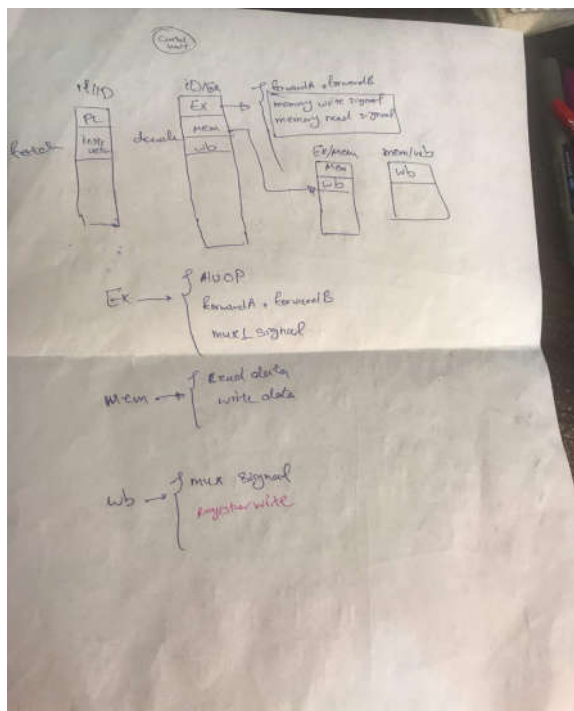 Control
unit
if/ID
PC
fetch
iD/Ex
Ex
mem
wb
decode
forwardA, forwardB
memory write signal
memory read signal
Ex/Mem
Mem
wb
mem/wb
wb
Ex
ALUOP
forwardA, forwardB
mux1 signal
mem
Read data
write data
wb
mux signal
Register write